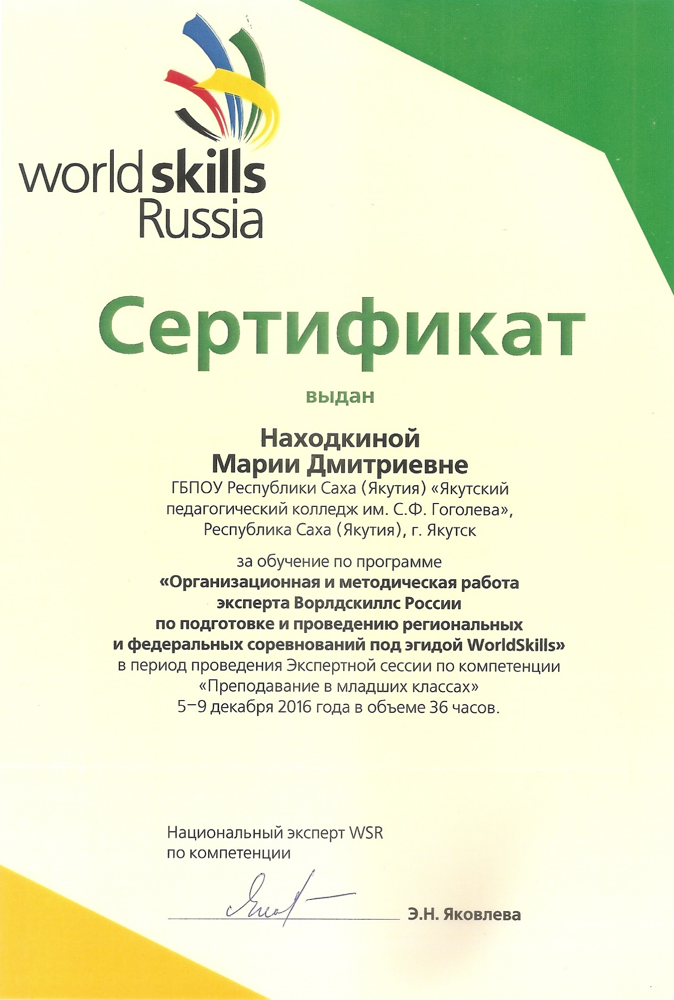 world skills
Russia
Сертификат
выдан
Находкиной
Марии Дмитриевне
ГБПОУ Республики Саха (Якутия) «Якутский
педагогический колледж им. С.Ф. Гоголева»,
Республика Саха (Якутия), г. Якутск
за обучение по программе
«Организационная и методическая работа
эксперта Ворлдскиллс России
по подготовке и проведению региональных
и федеральных соревнований под эгидой WorldSkills»
в период проведения Экспертной сессии по компетенции
«Преподавание в младших классах»
5–9 декабря 2016 года в объеме 36 часов.
Национальный эксперт WSR
по компетенции
Э.Н. Яковлева